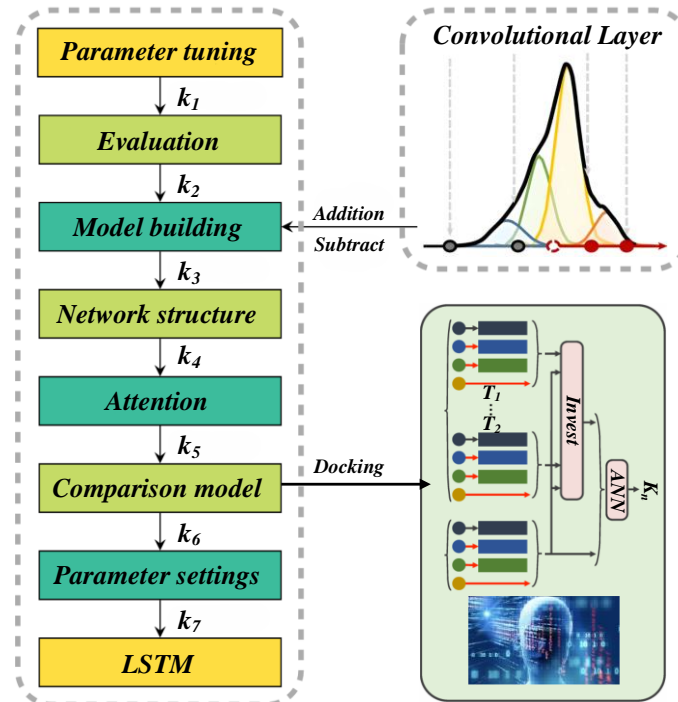 Parameter tuning
k1
Evaluation
k2
Model building
k3
Network structure
k4
Attention
k5
Comparison model
k6
Parameter settings
k7
LSTM
Convolutional Layer
Addition
Subtract
Docking
T1
T2
Invest
ANN
Kn